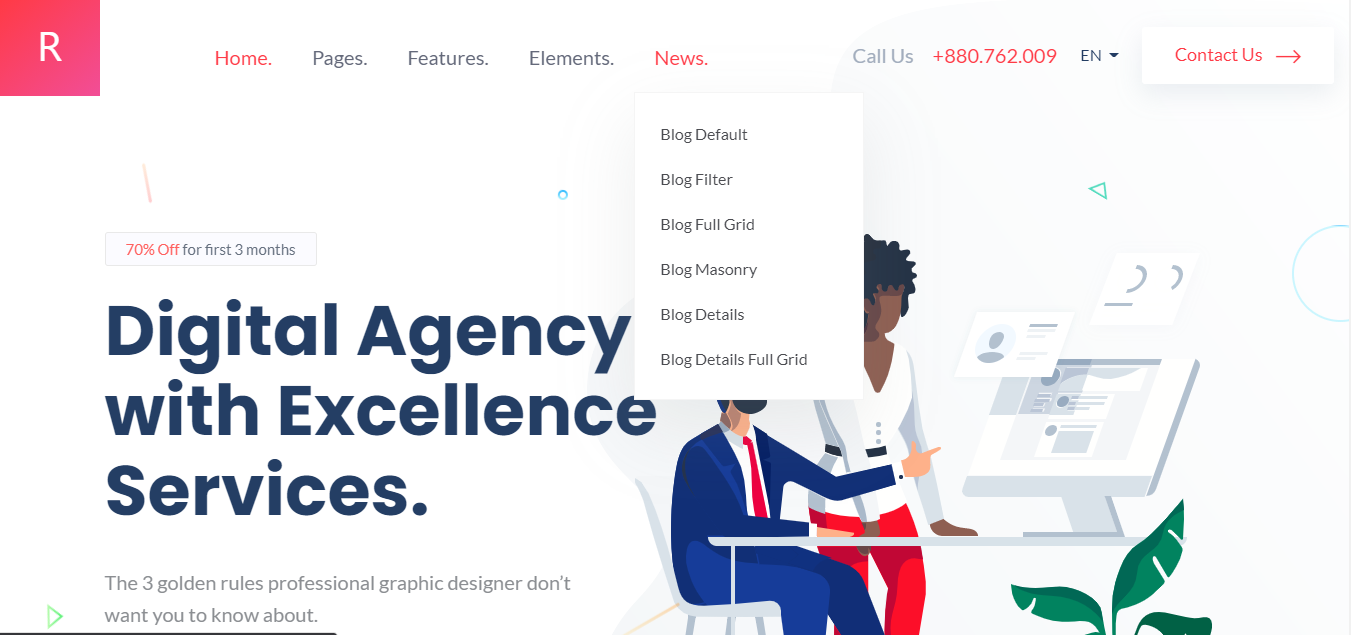 R
Home. Pages. Features. Elements. News. Call Us +880.762.009 EN Contact Us
Blog Default
Blog Filter
Blog Full Grid
Blog Masonry
Blog Details
Blog Details Full Grid
70% Off for first 3 months
Digital Agency
with Excellence
Services.
The 3 golden rules professional graphic designer don’t
want you to know about.